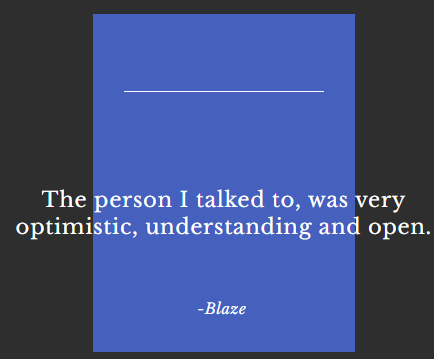 The person I talked to, was very
optimistic, understanding and open.
-Blaze